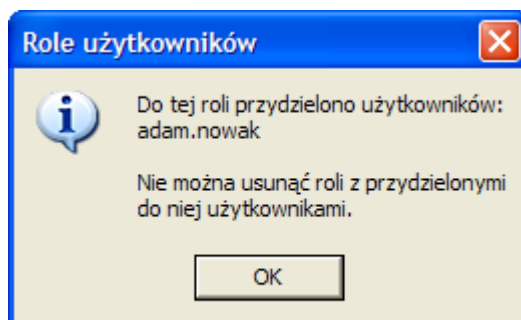 Role użytkowników
Do tej roli przydzielono użytkowników:
adam.nowak
Nie można usunąć roli z przydzielonymi
do niej użytkownikami.
OK